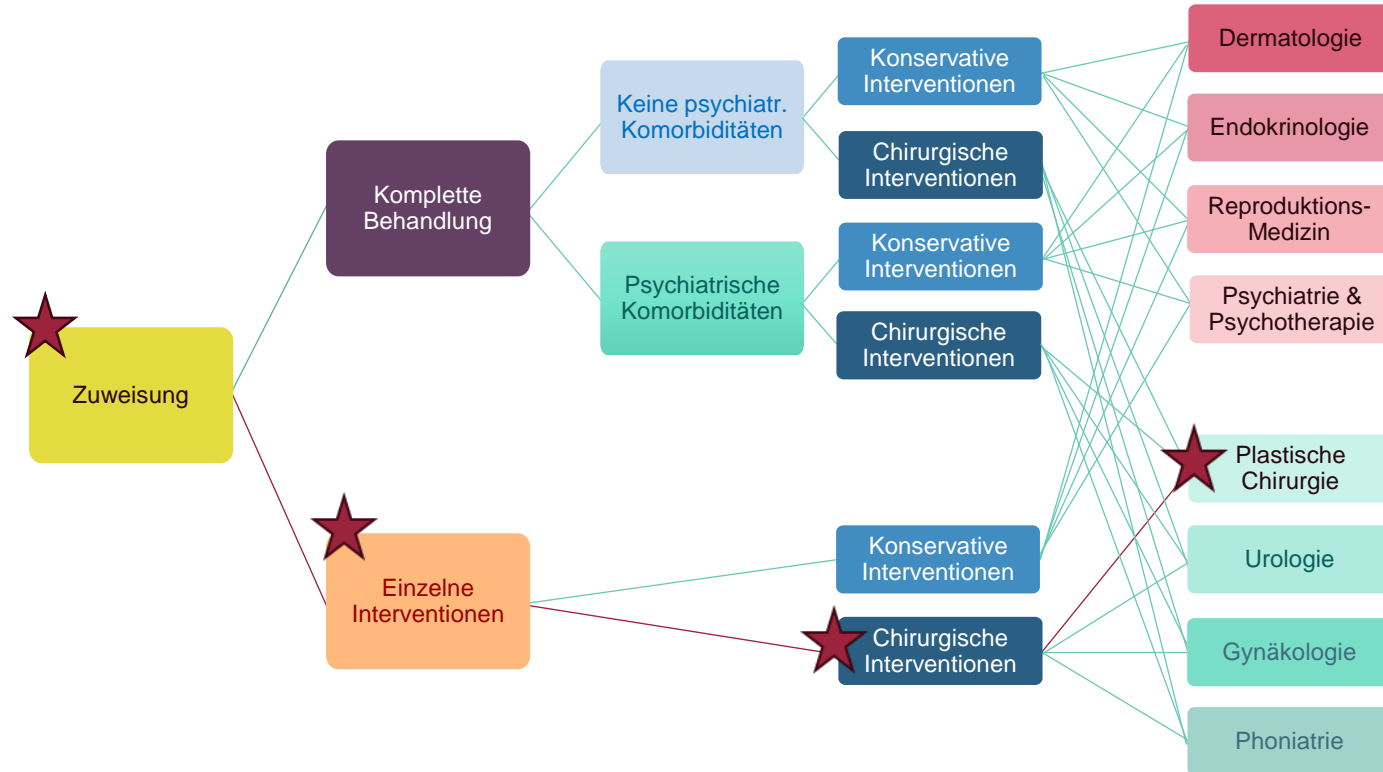 Zuweisung
Komplette
Behandlung
Einzelne
Interventionen
Keine psychiatr.
Komorbiditäten
Psychiatrische
Komorbiditäten
Konservative
Interventionen
Chirurgische
Interventionen
Konservative
Interventionen
Chirurgische
Interventionen
Konservative
Interventionen
Chirurgische
Interventionen
Dermatologie
Endokrinologie
Reproduktions-
Medizin
Psychiatrie &
Psychotherapie
Plastische
Chirurgie
Urologie
Gynäkologie
Phoniatrie